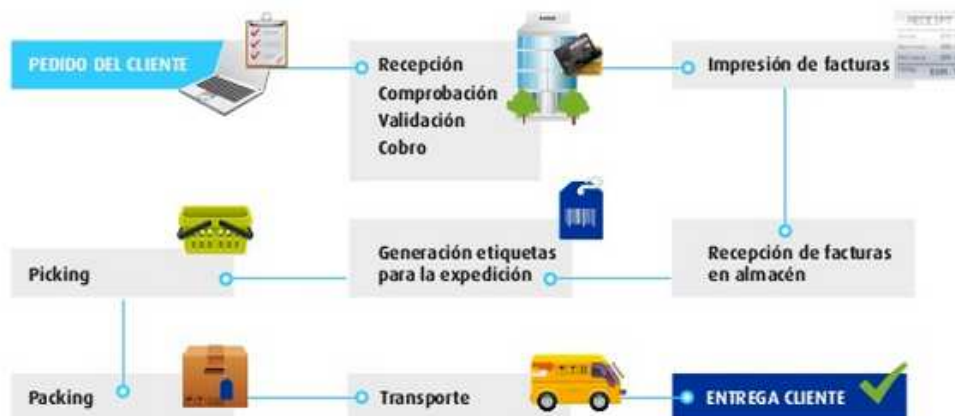 PEDIDO DEL CLIENTE
Recepción
Comprobación
Validación
Cobro
Impresión de facturas
RECEIPT
Generación etiquetas
para la expedición
Recepción de facturas
en almacén
Picking
Packing
Transporte
ENTREGA CLIENTE